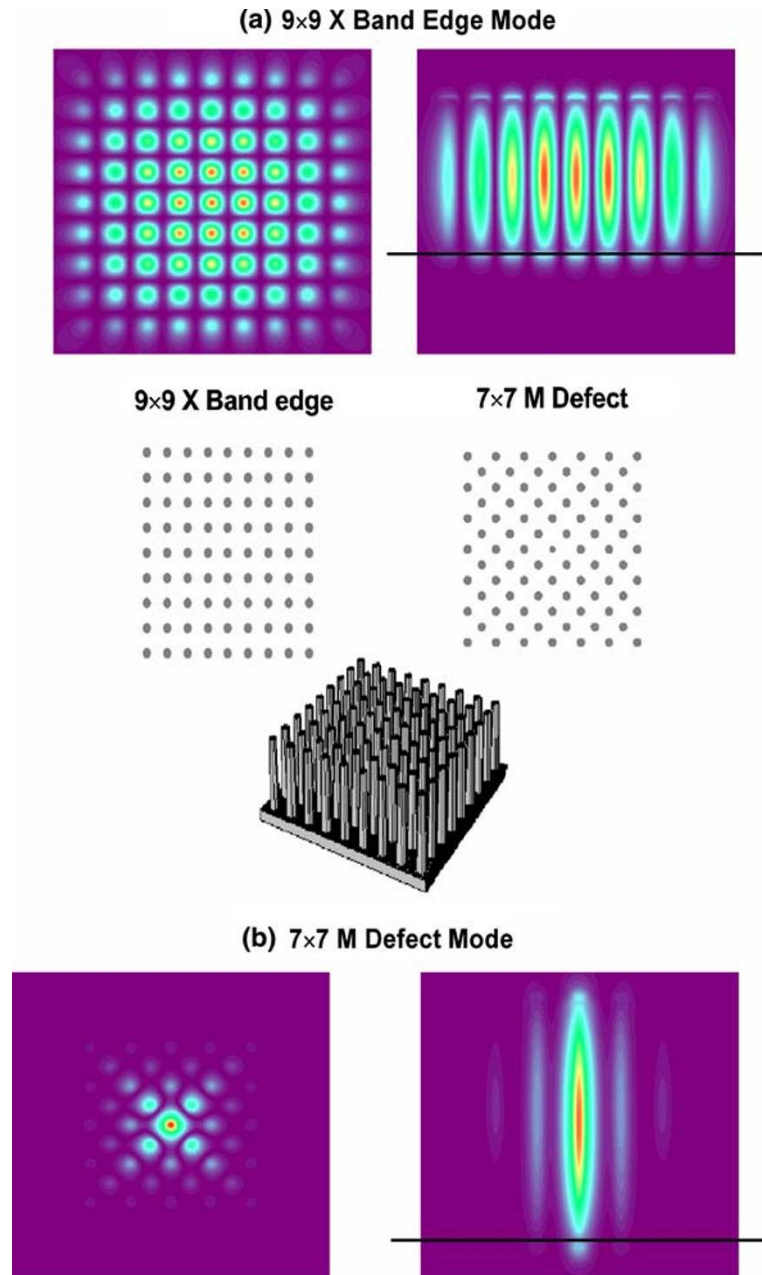 (a) 9×9 X Band Edge Mode
9×9 X Band edge
7×7 M Defect
(b) 7×7 M Defect Mode